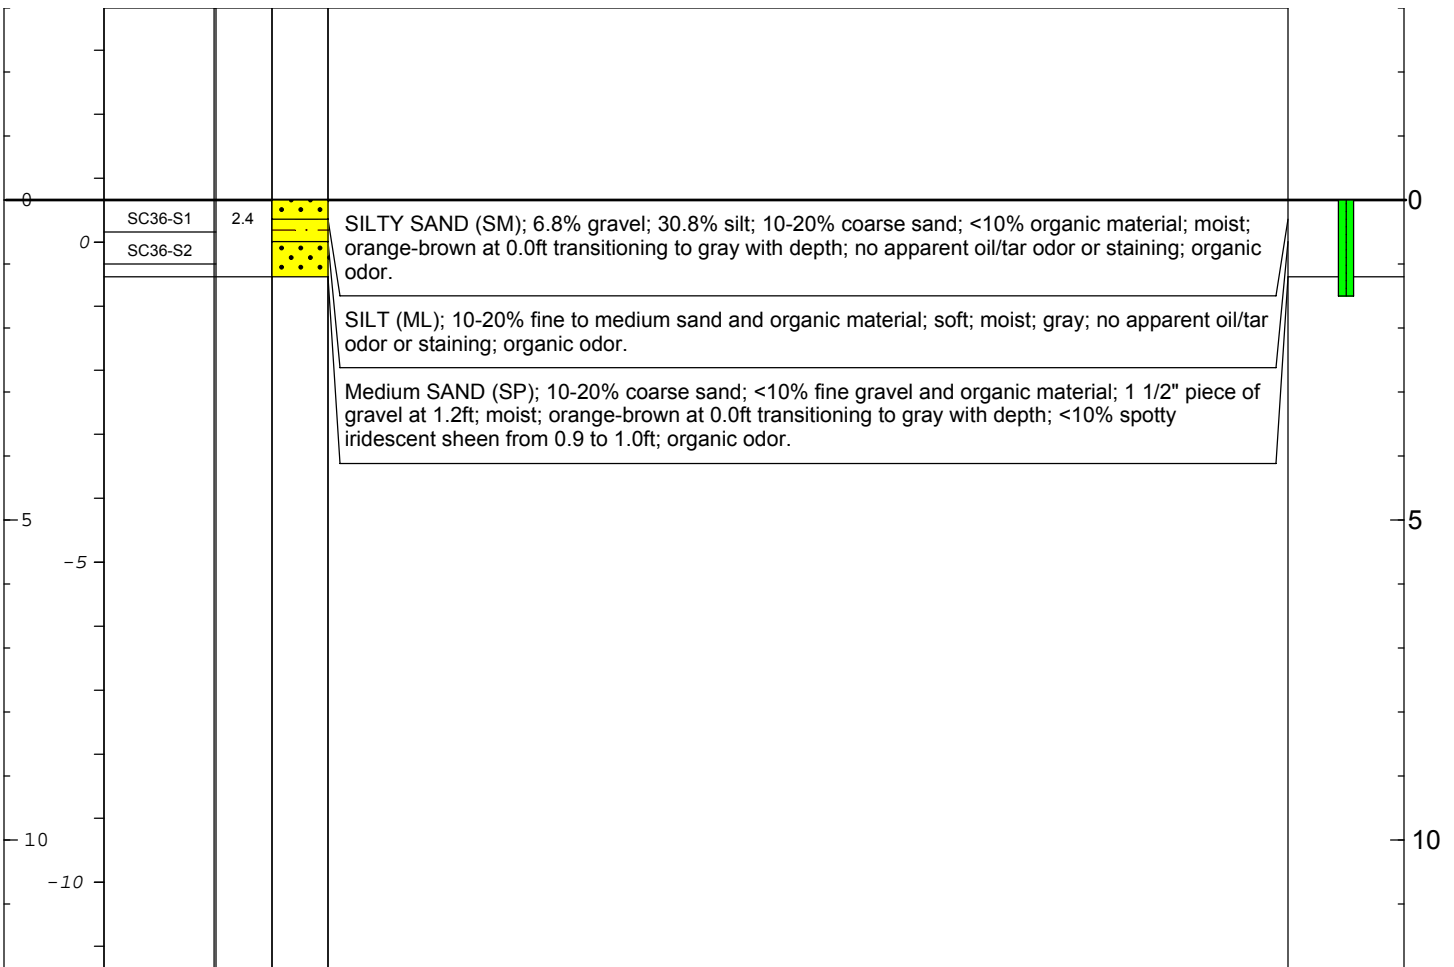 0
0
SC36-S1
2.4
SILTY SAND (SM); 6.8% gravel; 30.8% silt; 10-20% coarse sand; <10% organic material; moist;
orange-brown at 0.0ft transitioning to gray with depth; no apparent oil/tar odor or staining; organic
odor.
0
SC36-S2
SILT (ML); 10-20% fine to medium sand and organic material; soft; moist; gray; no apparent oil/tar
odor or staining; organic odor.
Medium SAND (SP); 10-20% coarse sand; <10% fine gravel and organic material; 1 1/2" piece of
gravel at 1.2ft; moist; orange-brown at 0.0ft transitioning to gray with depth; <10% spotty
iridescent sheen from 0.9 to 1.0ft; organic odor.
5
5
-5
10
10
-10